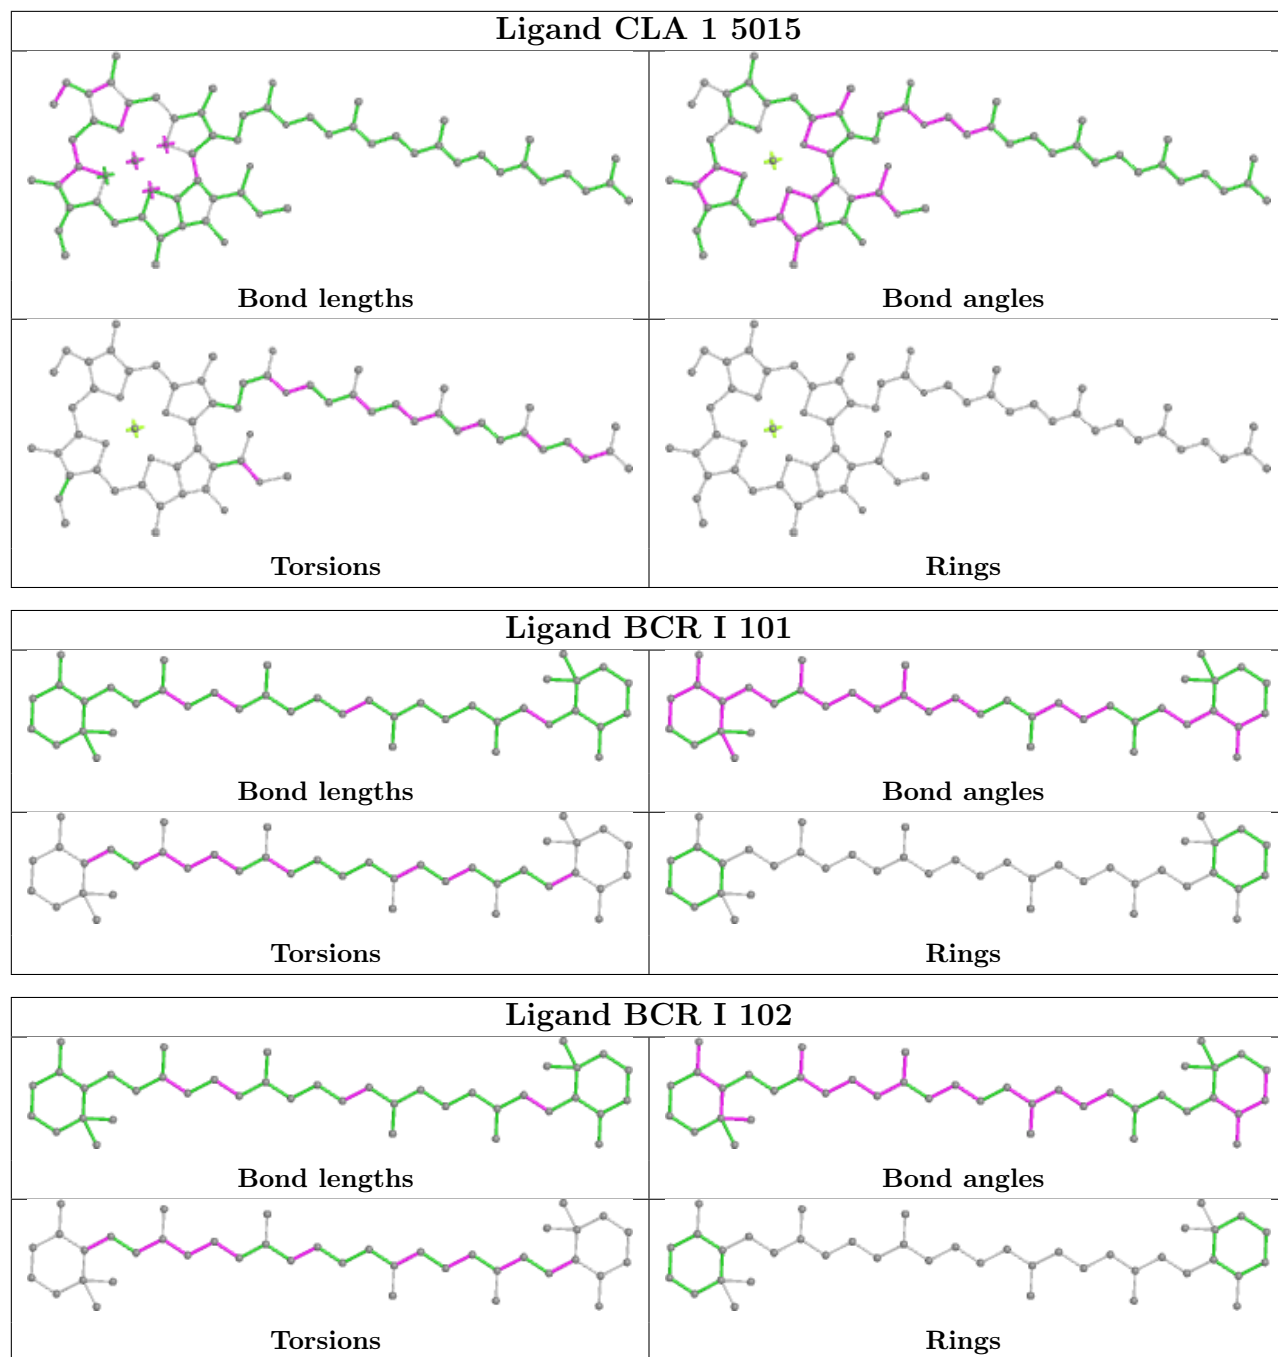 Ligand CLA 1 5015
Bond lengths
Bond angles
Torsions
Rings
Ligand BCR I 101
Bond lengths
Bond angles
Torsions
Rings
Ligand BCR I 102
Bond lengths
Bond angles
Torsions
Rings